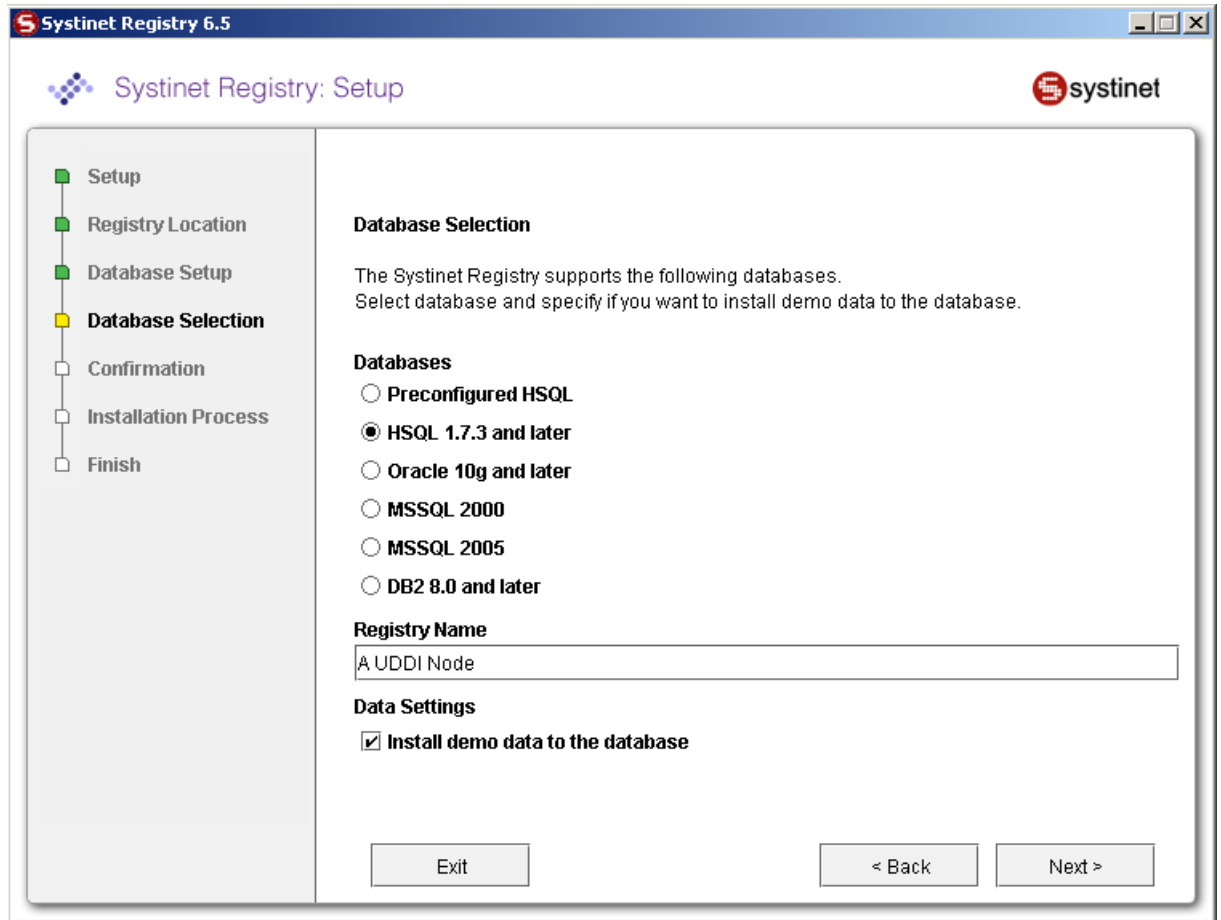 Systinet Registry 6.5
Systinet Registry: Setup
systinet
Setup
Registry Location
Database Setup
Database Selection
Confirmation
Installation Process
Finish
Database Selection
The Systinet Registry supports the following databases.
Select database and specify if you want to install demo data to the database.
Databases
Preconfigured HSQL
HSQL 1.7.3 and later
Oracle 10g and later
MSSQL 2000
MSSQL 2005
DB2 8.0 and later
Registry Name
A UDDI Node
Data Settings
Install demo data to the database
Exit
< Back
Next >